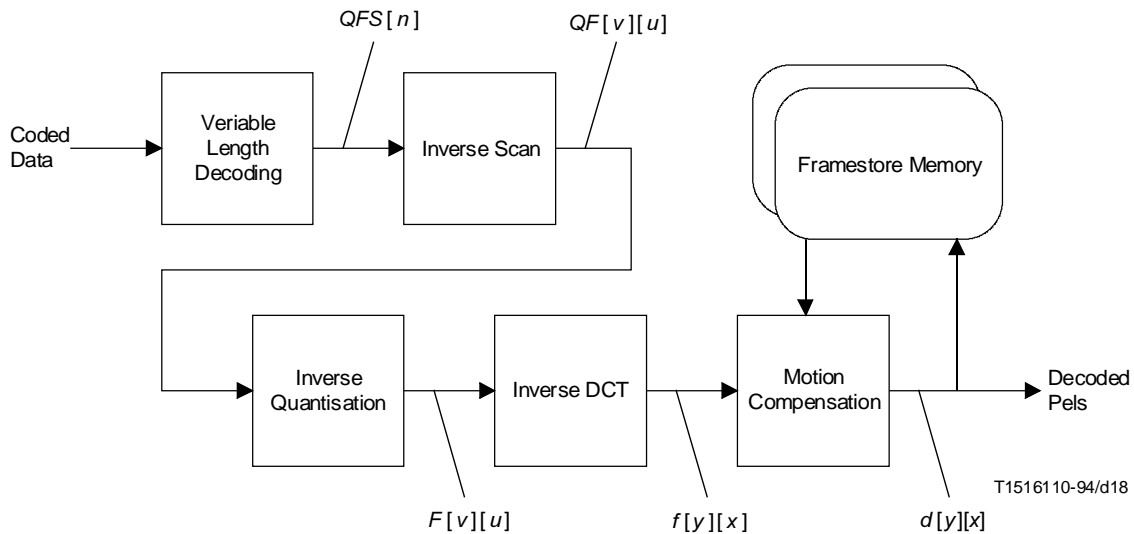 QFS[n]
QF[v][u]
Coded
Data
Veriable
Length
Decoding
Inverse Scan
Framestore Memory
Inverse
Quantisation
Inverse DCT
Motion
Compensation
Decoded
Pels
F[v][u]
f[y][x]
d[y][x]
T1516110-94/d18